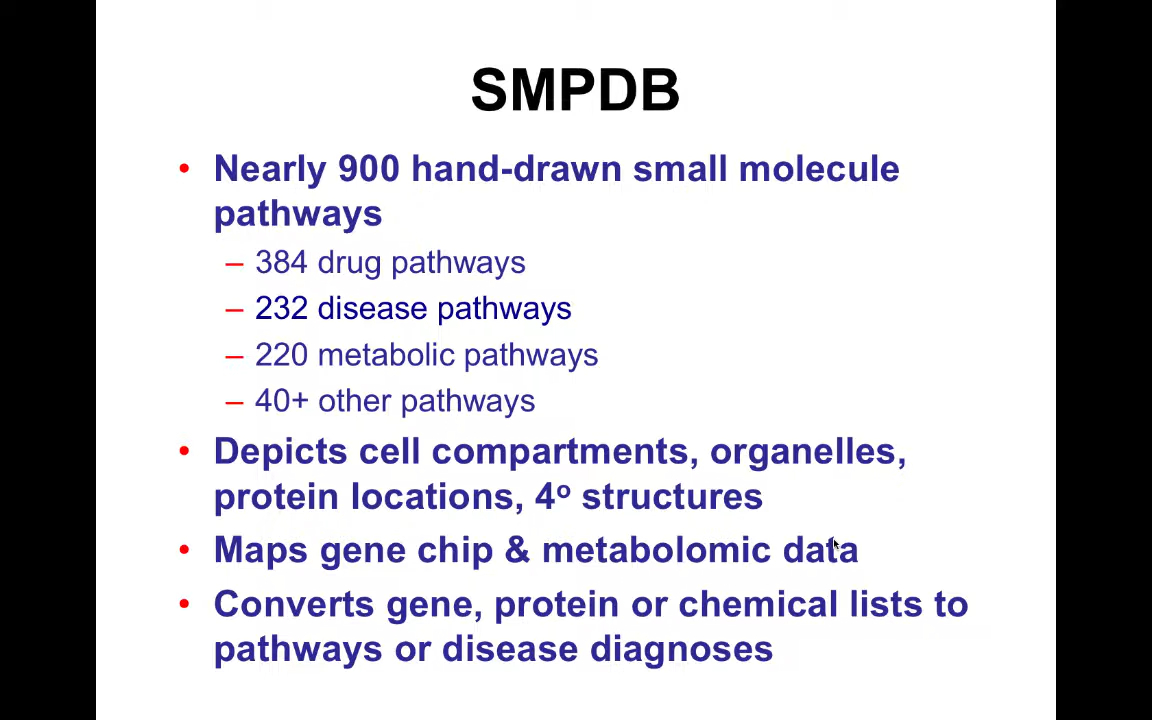 SMPDB
• Nearly 900 hand-drawn small molecule
pathways
– 384 drug pathways
– 232 disease pathways
– 220 metabolic pathways
– 40+ other pathways
• Depicts cell compartments, organelles,
protein locations, 4º structures
• Maps gene chip & metabolomic data
• Converts gene, protein or chemical lists to
pathways or disease diagnoses